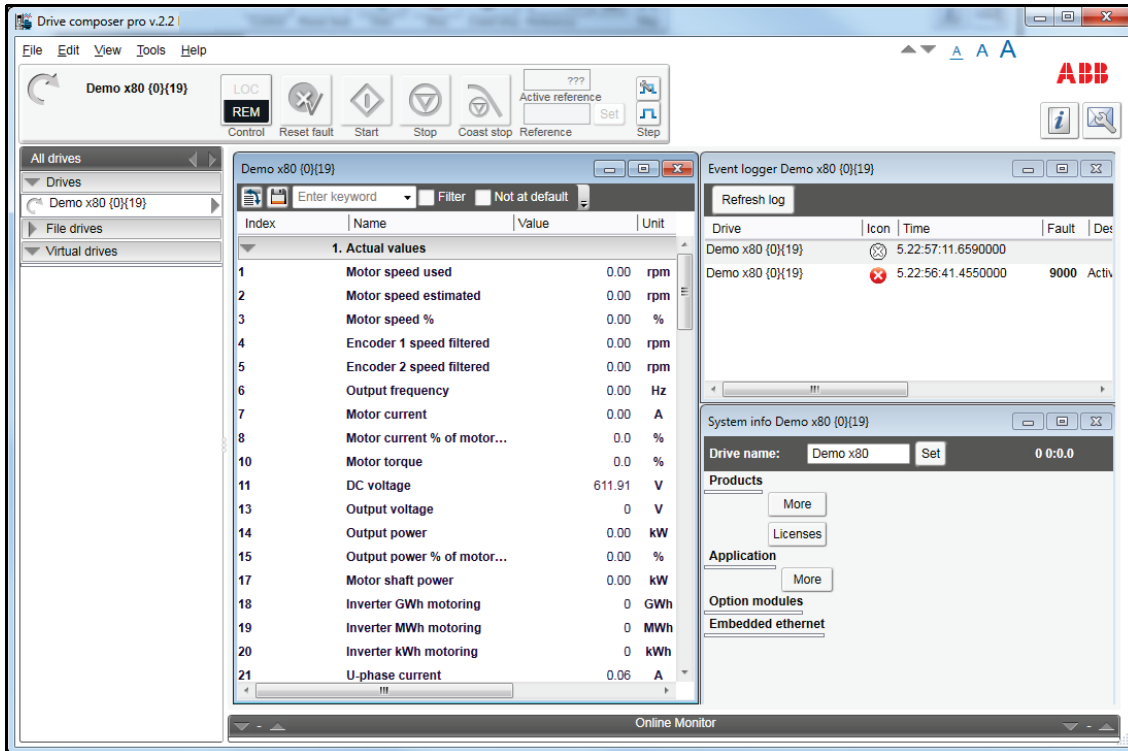 Drive composer pro v.2.2
File Edit View Tools Help
A A A
ABB
Demo x80 {0}{19}
LOC
REM
Control
Reset fault
Start
Stop
Coast stop
???
Active reference
Set
Reference
Step
All drives
Drives
Demo x80 {0}{19}
File drives
Virtual drives
Demo x80 {0}{19}
Enter keyword Filter Not at default
Index Name Value Unit
1. Actual values
1 Motor speed used 0.00 rpm
2 Motor speed estimated 0.00 rpm
3 Motor speed % 0.00 %
4 Encoder 1 speed filtered 0.00 rpm
5 Encoder 2 speed filtered 0.00 rpm
6 Output frequency 0.00 Hz
7 Motor current 0.00 A
8 Motor current % of motor... 0.0 %
10 Motor torque 0.0 %
11 DC voltage 611.91 V
13 Output voltage 0 V
14 Output power 0.00 kW
15 Output power % of motor... 0.00 %
17 Motor shaft power 0.00 kW
18 Inverter GWh motoring 0 GWh
19 Inverter MWh motoring 0 MWh
20 Inverter kWh motoring 0 kWh
21 U-phase current 0.06 A
Event logger Demo x80 {0}{19}
Refresh log
Drive Icon Time Fault Des
Demo x80 {0}{19} 5.22:57:11.6590000
Demo x80 {0}{19} 5.22:56:41.4550000 9000 Activ
System info Demo x80 {0}{19}
Drive name: Demo x80 Set 0 0:0.0
Products
More
Licenses
Application
More
Option modules
Embedded ethernet
- Online Monitor -